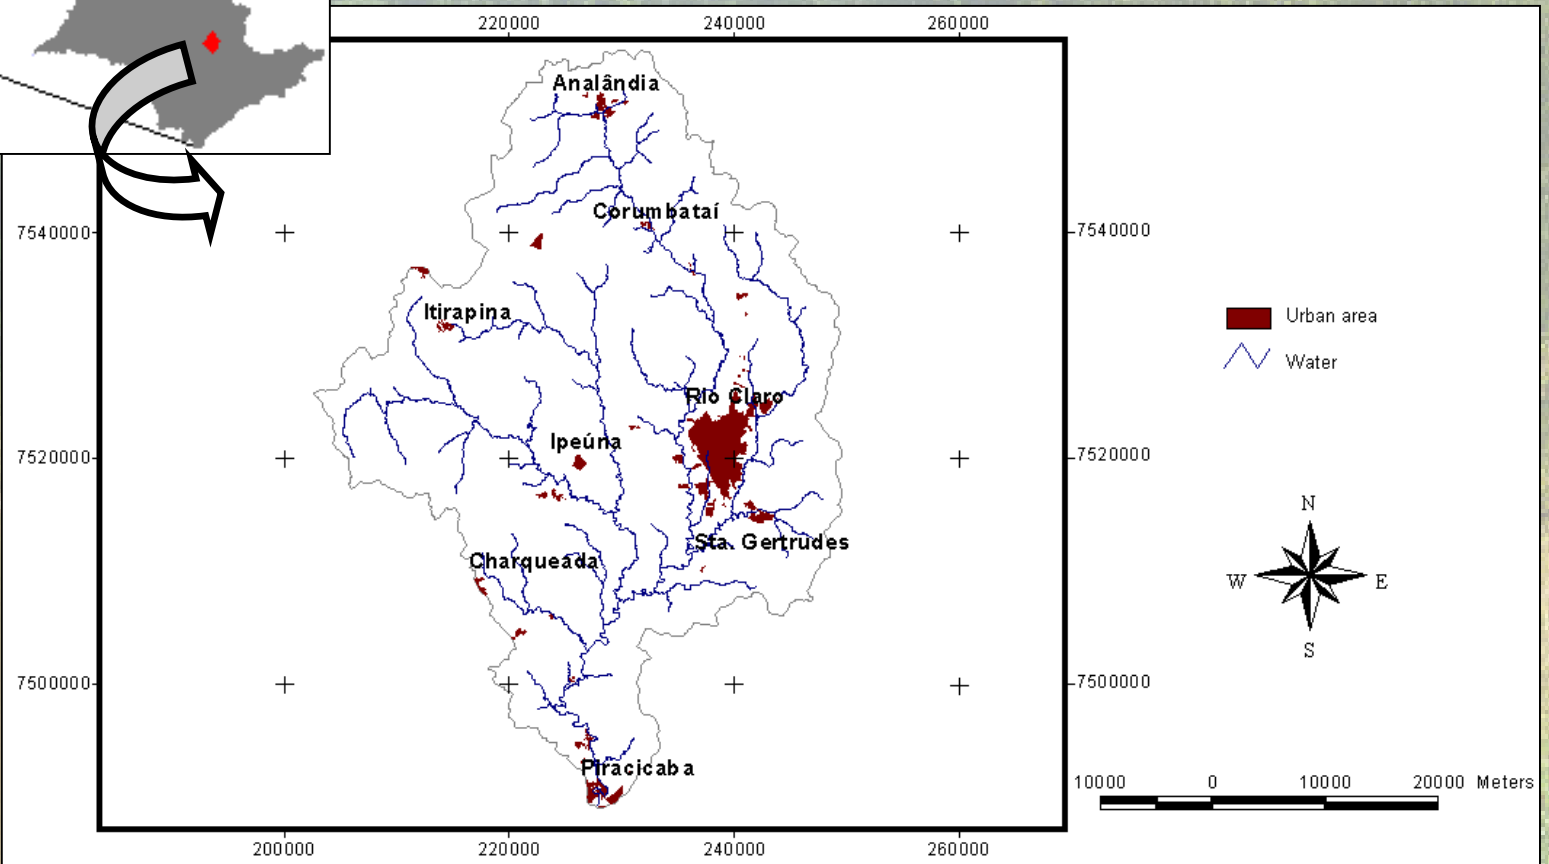 220000 240000 260000
Analândia
Corumbataí
7540000 7540000
Itirapina
Urban area
Water
Rio Claro
Ipeúna
7520000 7520000
N
Sta. Gertrudes
Charqueada
W E
S
7500000 7500000
Piracicaba
10000 0 10000 20000 Meters
200000 220000 240000 260000